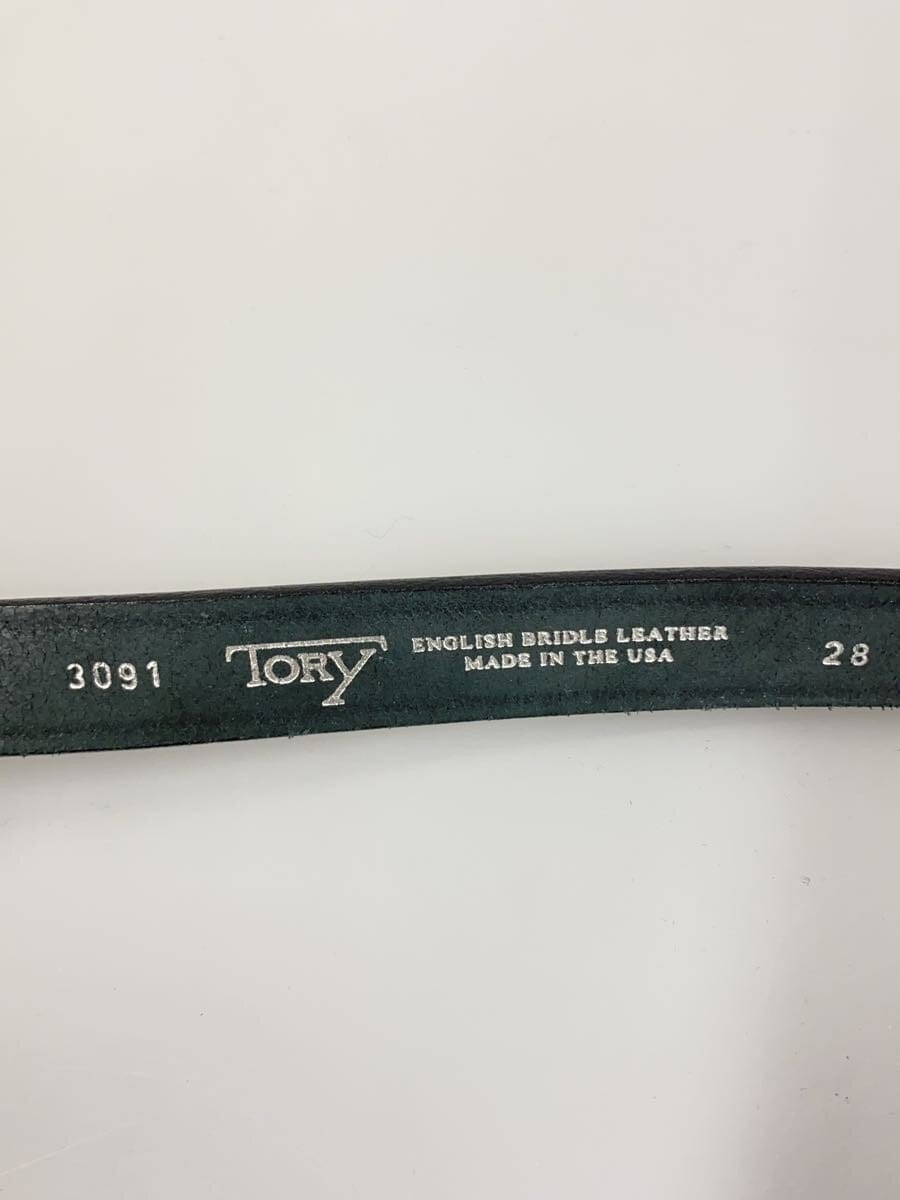 3091
TORY
ENGLISH BRIDLE LEATHER
MADE IN THE USA
28